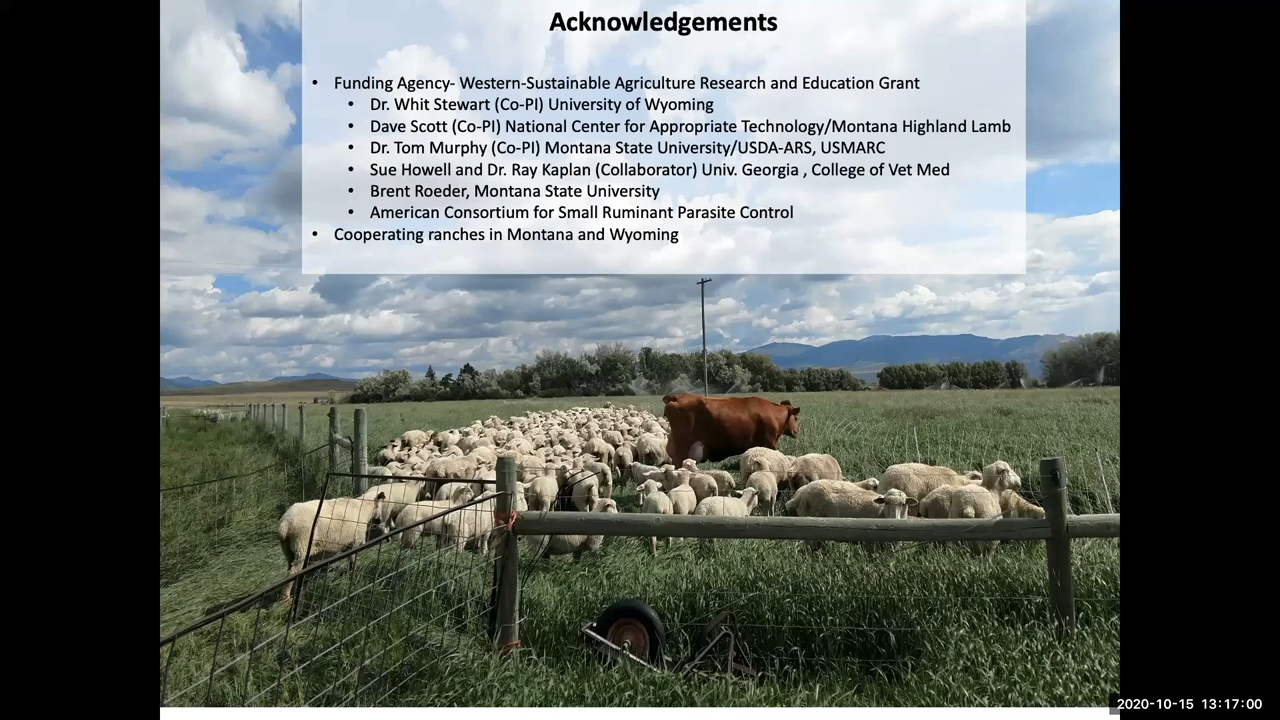 Acknowledgements
• Funding Agency- Western-Sustainable Agriculture Research and Education Grant
• Dr. Whit Stewart (Co-PI) University of Wyoming
• Dave Scott (Co-PI) National Center for Appropriate Technology/Montana Highland Lamb
• Dr. Tom Murphy (Co-PI) Montana State University/USDA-ARS, USMARC
• Sue Howell and Dr. Ray Kaplan (Collaborator) Univ. Georgia , College of Vet Med
• Brent Roeder, Montana State University
• American Consortium for Small Ruminant Parasite Control
• Cooperating ranches in Montana and Wyoming
2020-10-15 13:17:00